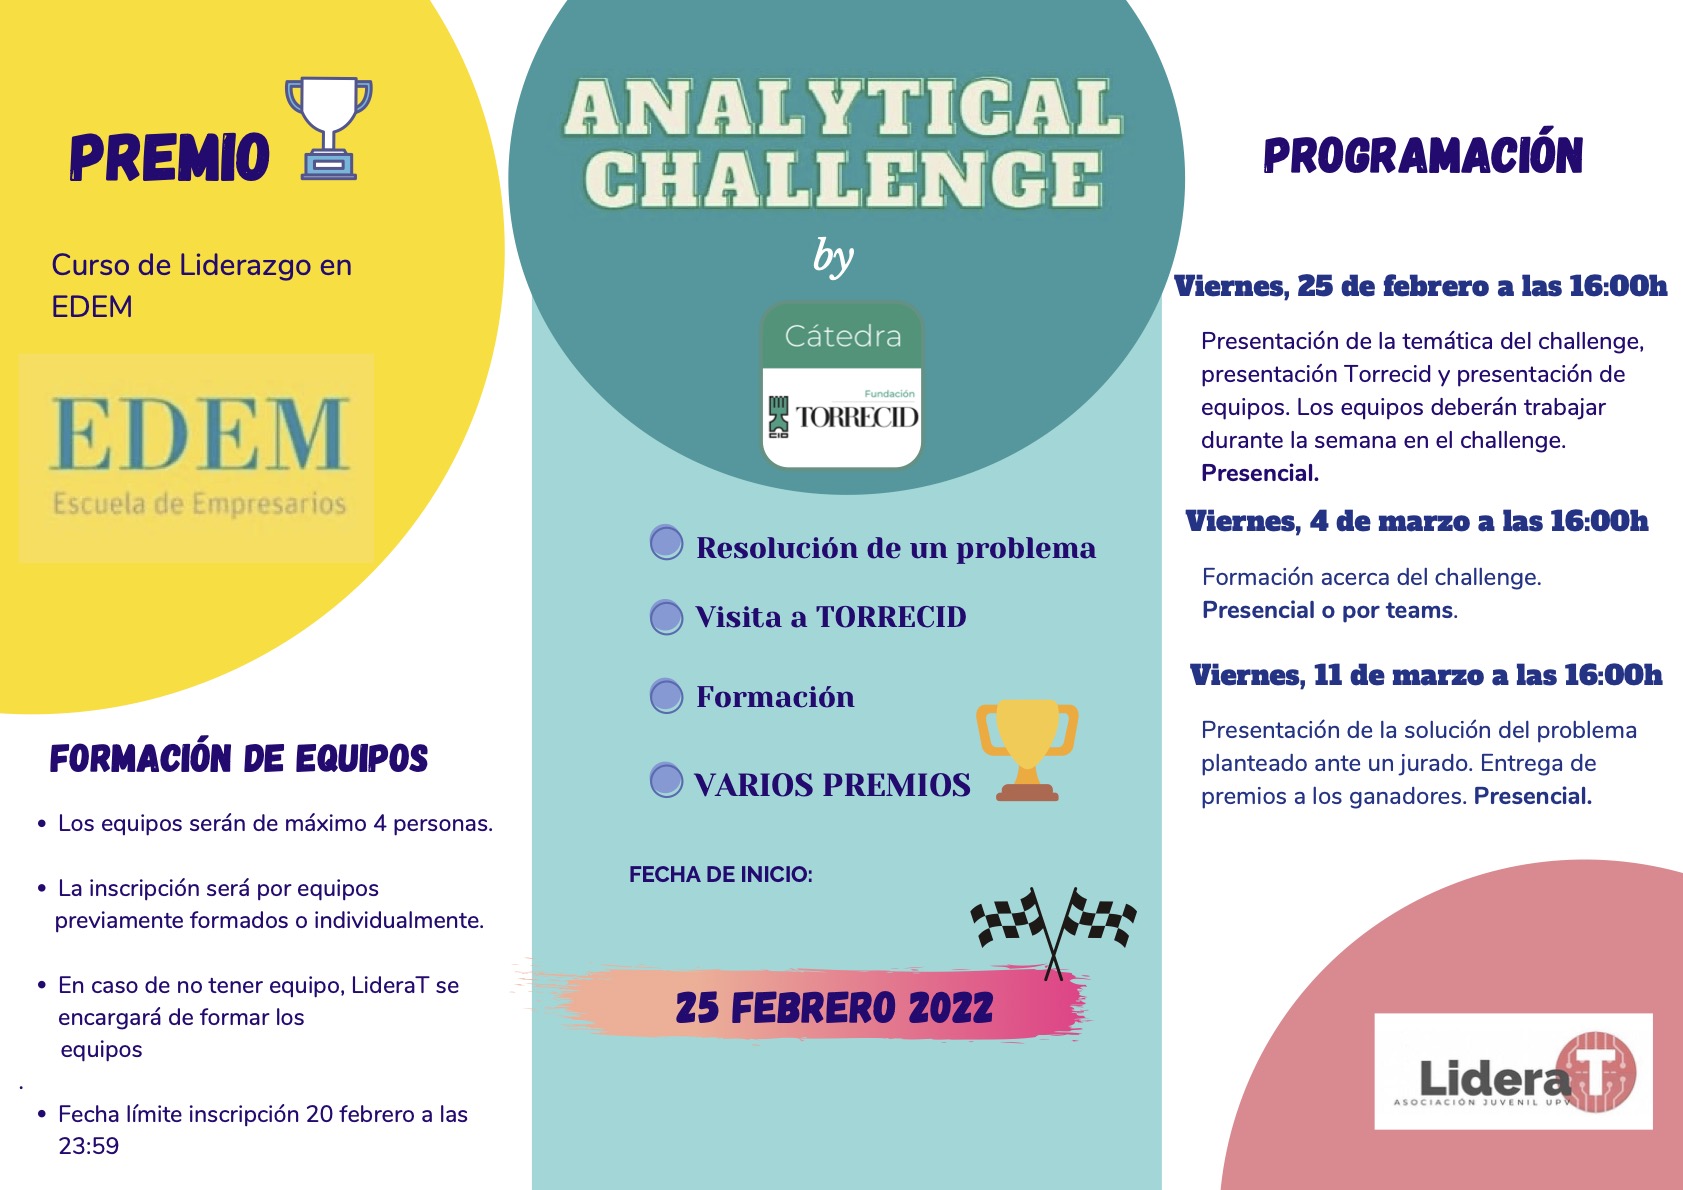 PREMIO
Curso de Liderazgo en
EDEM
EDEM
Escuela de Empresarios
FORMACIÓN DE EQUIPOS
• Los equipos serán de máximo 4 personas.
• La inscripción será por equipos
previamente formados o individualmente.
• En caso de no tener equipo, LideraT se
encargará de formar los
equipos
.
• Fecha límite inscripción 20 febrero a las
23:59
ANALYTICAL
CHALLENGE
by
Cátedra
Fundación
CID
TORRECID
Resolución de un problema
Visita a TORRECID
Formación
VARIOS PREMIOS
FECHA DE INICIO:
25 FEBRERO 2022
PROGRAMACIÓN
Viernes, 25 de febrero a las 16:00h
Presentación de la temática del challenge,
presentación Torrecid y presentación de
equipos. Los equipos deberán trabajar
durante la semana en el challenge.
Presencial.
Viernes, 4 de marzo a las 16:00h
Formación acerca del challenge.
Presencial o por teams.
Viernes, 11 de marzo a las 16:00h
Presentación de la solución del problema
planteado ante un jurado. Entrega de
premios a los ganadores. Presencial.
LideraT
ASOCIACIÓN JUVENIL UPV